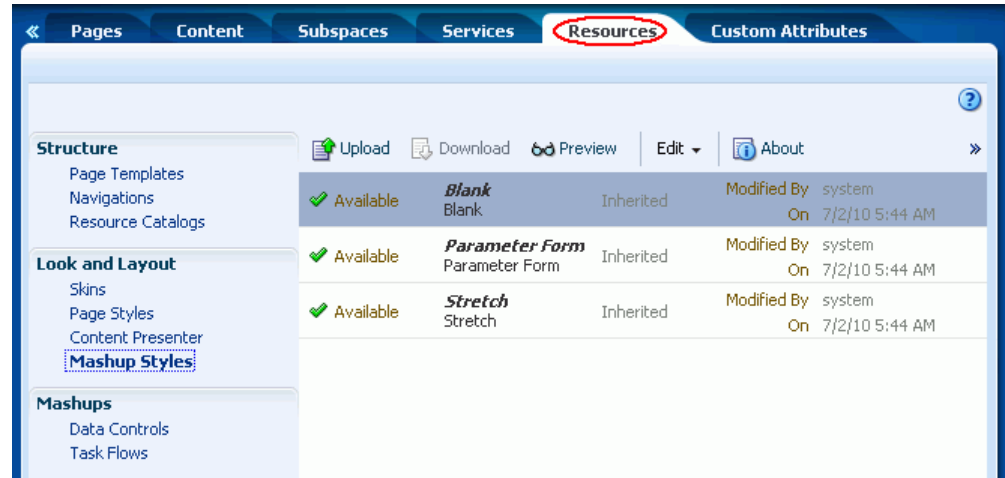 « Pages Content Subspaces Services Resources Custom Attributes
?
Structure
Page Templates
Navigations
Resource Catalogs
Look and Layout
Skins
Page Styles
Content Presenter
Mashup Styles
Mashups
Data Controls
Task Flows
Upload Download Preview Edit About »
Available Blank Inherited Modified By system
Blank On 7/2/10 5:44 AM
Available Parameter Form Inherited Modified By system
Parameter Form On 7/2/10 5:44 AM
Available Stretch Inherited Modified By system
Stretch On 7/2/10 5:44 AM